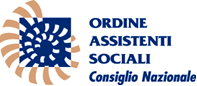 ORDINE
ASSISTENTI
SOCIALI
Consiglio Nazionale